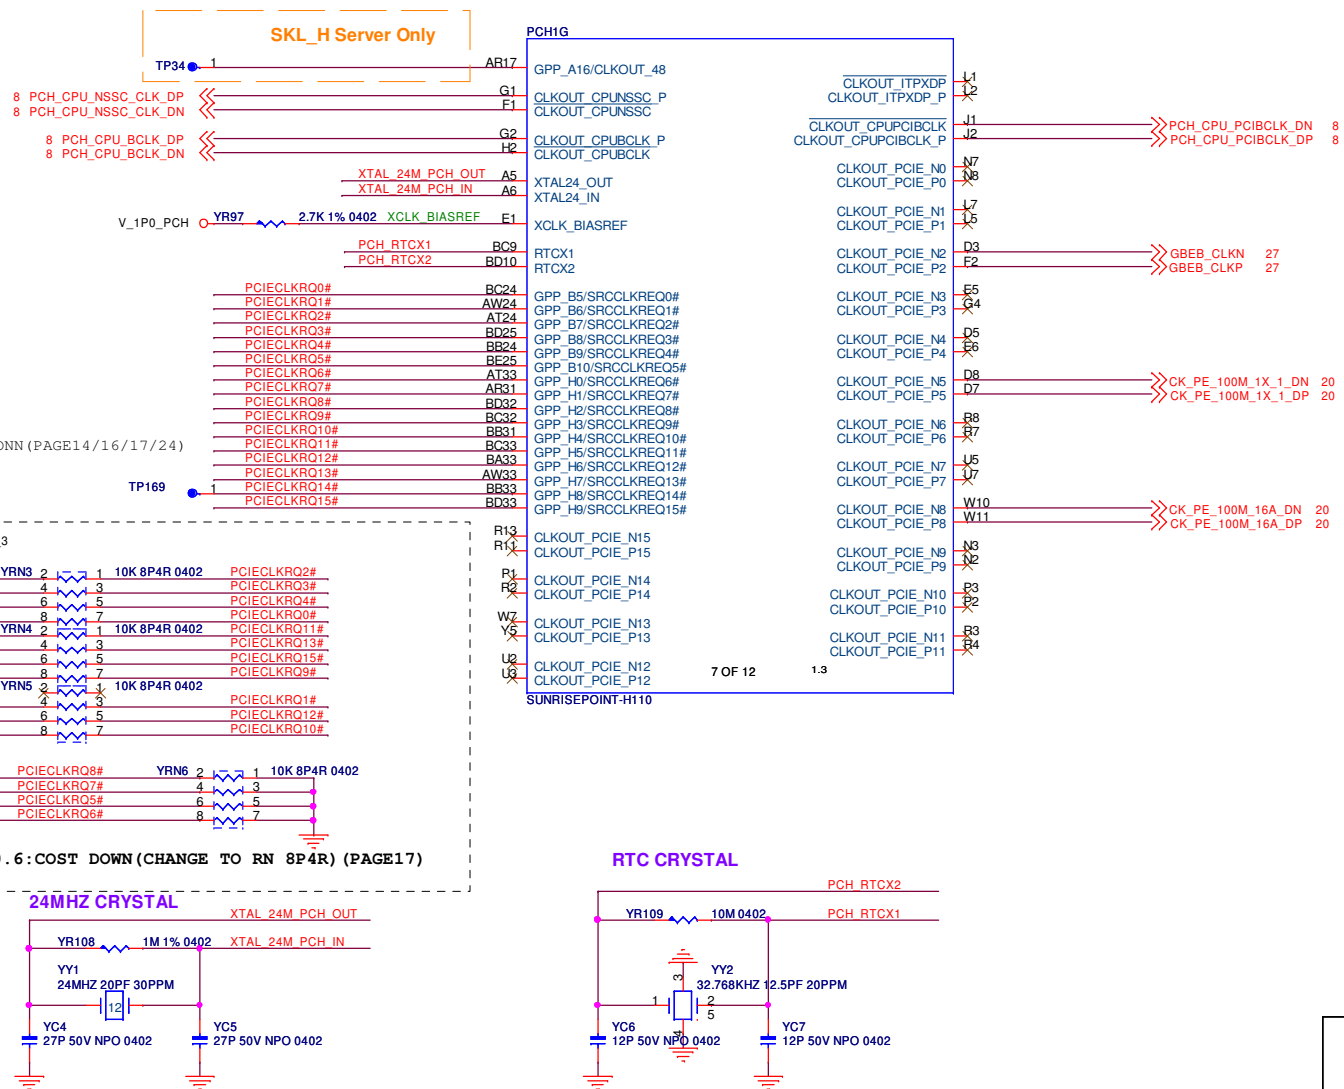 SKL_H Server Only
PCH1G
TP34 1 AR17 GPP_A16/CLKOUT_48
8 PCH_CPU_NSSC_CLK_DP G1 CLKOUT_CPUNSSC_P
8 PCH_CPU_NSSC_CLK_DN F1 CLKOUT_CPUNSSC
8 PCH_CPU_BCLK_DP G2 CLKOUT_CPUBCLK_P
8 PCH_CPU_BCLK_DN H2 CLKOUT_CPUBCLK
XTAL_24M_PCH_OUT A5 XTAL24_OUT
XTAL_24M_PCH_IN A6 XTAL24_IN
V_1P0_PCH YR97 2.7K 1% 0402 XCLK_BIASREF E1 XCLK_BIASREF
PCH_RTCX1 BC9 RTCX1
PCH_RTCX2 BD10 RTCX2
PCIECLKRQ0# BC24 GPP_B5/SRCCLKREQ0#
PCIECLKRQ1# AW24 GPP_B6/SRCCLKREQ1#
PCIECLKRQ2# AT24 GPP_B7/SRCCLKREQ2#
PCIECLKRQ3# BD25 GPP_B8/SRCCLKREQ3#
PCIECLKRQ4# BB24 GPP_B9/SRCCLKREQ4#
PCIECLKRQ5# BE25 GPP_B10/SRCCLKREQ5#
PCIECLKRQ6# AT33 GPP_H0/SRCCLKREQ6#
PCIECLKRQ7# AR31 GPP_H1/SRCCLKREQ7#
PCIECLKRQ8# BD32 GPP_H2/SRCCLKREQ8#
PCIECLKRQ9# BC32 GPP_H3/SRCCLKREQ9#
PCIECLKRQ10# BB31 GPP_H4/SRCCLKREQ10#
PCIECLKRQ11# BC33 GPP_H5/SRCCLKREQ11#
PCIECLKRQ12# BA33 GPP_H6/SRCCLKREQ12#
PCIECLKRQ13# AW33 GPP_H7/SRCCLKREQ13#
TP169 1 PCIECLKRQ14# BB33 GPP_H8/SRCCLKREQ14#
PCIECLKRQ15# BD33 GPP_H9/SRCCLKREQ15#
ONN(PAGE14/16/17/24)
R13 CLKOUT_PCIE_N15
R11 CLKOUT_PCIE_P15
R1 CLKOUT_PCIE_N14
R2 CLKOUT_PCIE_P14
W7 CLKOUT_PCIE_N13
Y5 CLKOUT_PCIE_P13
U2 CLKOUT_PCIE_N12
U3 CLKOUT_PCIE_P12
CLKOUT_ITPXDP L1
CLKOUT_ITPXDP_P L2
CLKOUT_CPUPCIBCLK J1 PCH_CPU_PCIBCLK_DN 8
CLKOUT_CPUPCIBCLK_P J2 PCH_CPU_PCIBCLK_DP 8
CLKOUT_PCIE_N0 N7
CLKOUT_PCIE_P0 N8
CLKOUT_PCIE_N1 L7
CLKOUT_PCIE_P1 L5
CLKOUT_PCIE_N2 D3 GBEB_CLKN 27
CLKOUT_PCIE_P2 F2 GBEB_CLKP 27
CLKOUT_PCIE_N3 E5
CLKOUT_PCIE_P3 G4
CLKOUT_PCIE_N4 D5
CLKOUT_PCIE_P4 E6
CLKOUT_PCIE_N5 D8 CK_PE_100M_1X_1_DN 20
CLKOUT_PCIE_P5 D7 CK_PE_100M_1X_1_DP 20
CLKOUT_PCIE_N6 R8
CLKOUT_PCIE_P6 R7
CLKOUT_PCIE_N7 U5
CLKOUT_PCIE_P7 U7
CLKOUT_PCIE_N8 W10 CK_PE_100M_16A_DN 20
CLKOUT_PCIE_P8 W11 CK_PE_100M_16A_DP 20
CLKOUT_PCIE_N9 N3
CLKOUT_PCIE_P9 N2
CLKOUT_PCIE_N10 P3
CLKOUT_PCIE_P10 P2
CLKOUT_PCIE_N11 R3
CLKOUT_PCIE_P11 R4
7 OF 12 1.3
SUNRISEPOINT-H110
_3
YRN3 2 1 10K 8P4R 0402 PCIECLKRQ2#
4 3 PCIECLKRQ3#
6 5 PCIECLKRQ4#
8 7 PCIECLKRQ0#
YRN4 2 1 10K 8P4R 0402 PCIECLKRQ11#
4 3 PCIECLKRQ13#
6 5 PCIECLKRQ15#
8 7 PCIECLKRQ9#
YRN5 2 1 10K 8P4R 0402
4 3 PCIECLKRQ1#
6 5 PCIECLKRQ12#
8 7 PCIECLKRQ10#
PCIECLKRQ8# YRN6 2 1 10K 8P4R 0402
PCIECLKRQ7# 4 3
PCIECLKRQ5# 6 5
PCIECLKRQ6# 8 7
.6:COST DOWN(CHANGE TO RN 8P4R)(PAGE17)
24MHZ CRYSTAL
XTAL_24M_PCH_OUT
YR108 1M 1% 0402 XTAL_24M_PCH_IN
YY1
24MHZ 20PF 30PPM
12
YC4
27P 50V NPO 0402
YC5
27P 50V NPO 0402
RTC CRYSTAL
PCH_RTCX2
YR109 10M 0402 PCH_RTCX1
YY2
32.768KHZ 12.5PF 20PPM
3
1 2
5
4
YC6
12P 50V NPO 0402
YC7
12P 50V NPO 0402